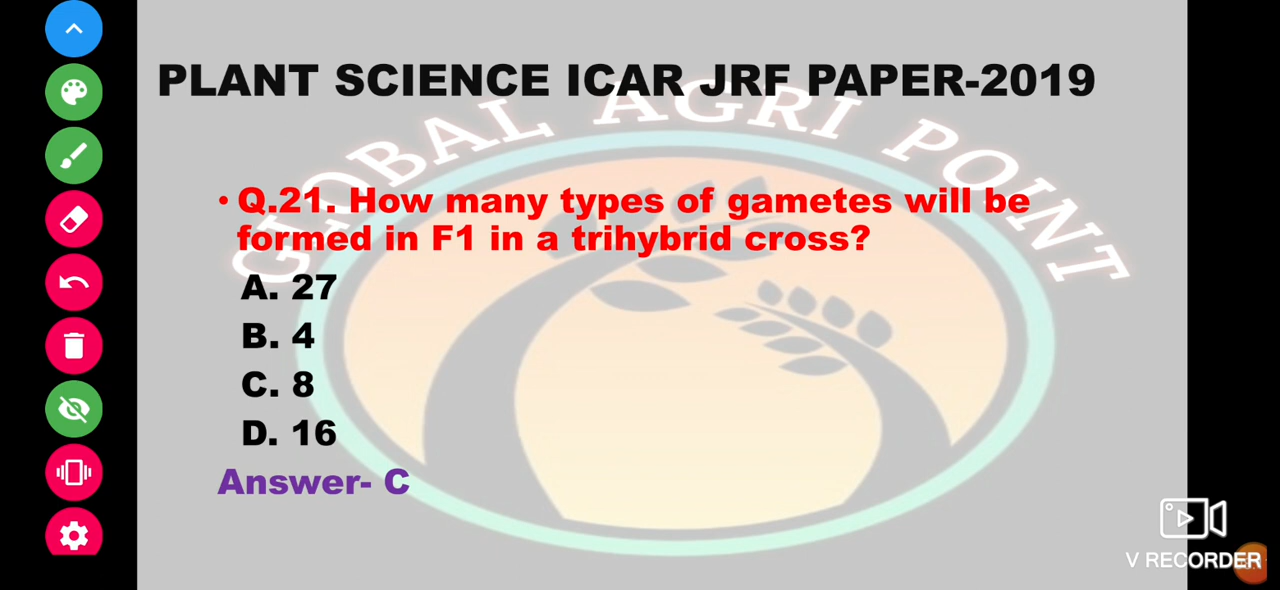 PLANT SCIENCE ICAR JRF PAPER-2019
GLOBAL AGRI POINT
• Q.21. How many types of gametes will be
formed in F1 in a trihybrid cross?
A. 27
B. 4
C. 8
D. 16
Answer- C
V RECORDER